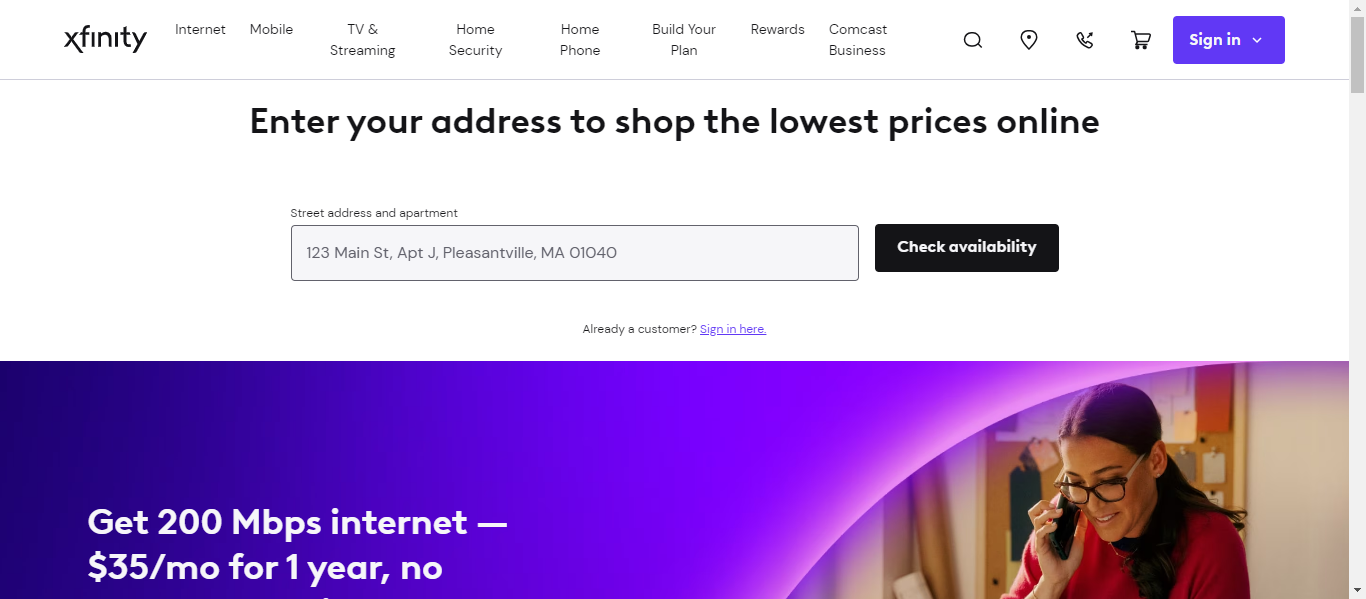 xfinity
Internet
Mobile
TV &
Streaming
Home
Security
Home
Phone
Build Your
Plan
Rewards
Comcast
Business
Sign in
Enter your address to shop the lowest prices online
Street address and apartment
123 Main St, Apt J, Pleasantville, MA 01040
Check availability
Already a customer? Sign in here.
Get 200 Mbps internet —
$35/mo for 1 year, no